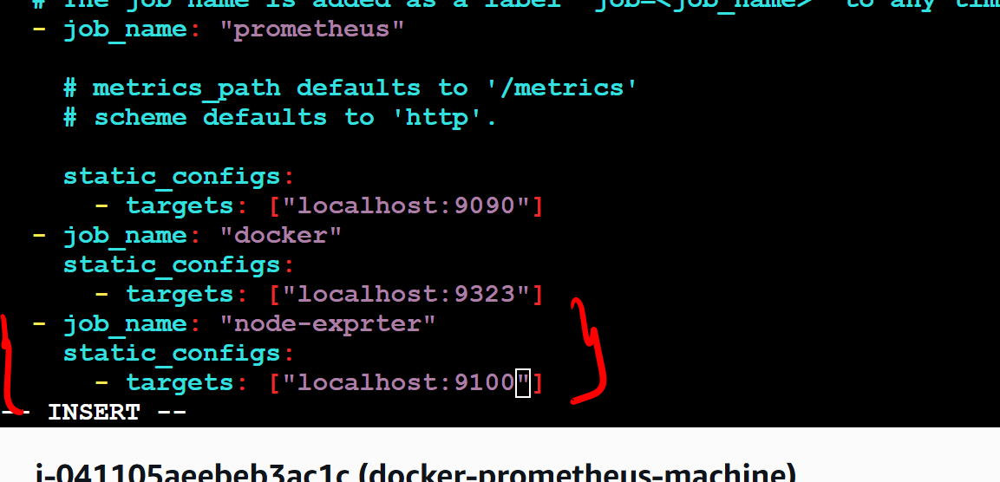 # The job name is added as a label `job=<job_name>` to any tim
- job_name: "prometheus"
# metrics_path defaults to '/metrics'
# scheme defaults to 'http'.
static_configs:
- targets: ["localhost:9090"]
- job_name: "docker"
static_configs:
- targets: ["localhost:9323"]
- job_name: "node-exprter"
static_configs:
- targets: ["localhost:9100"]
-- INSERT --
i-041105aeebeb3ac1c (docker-prometheus-machine)